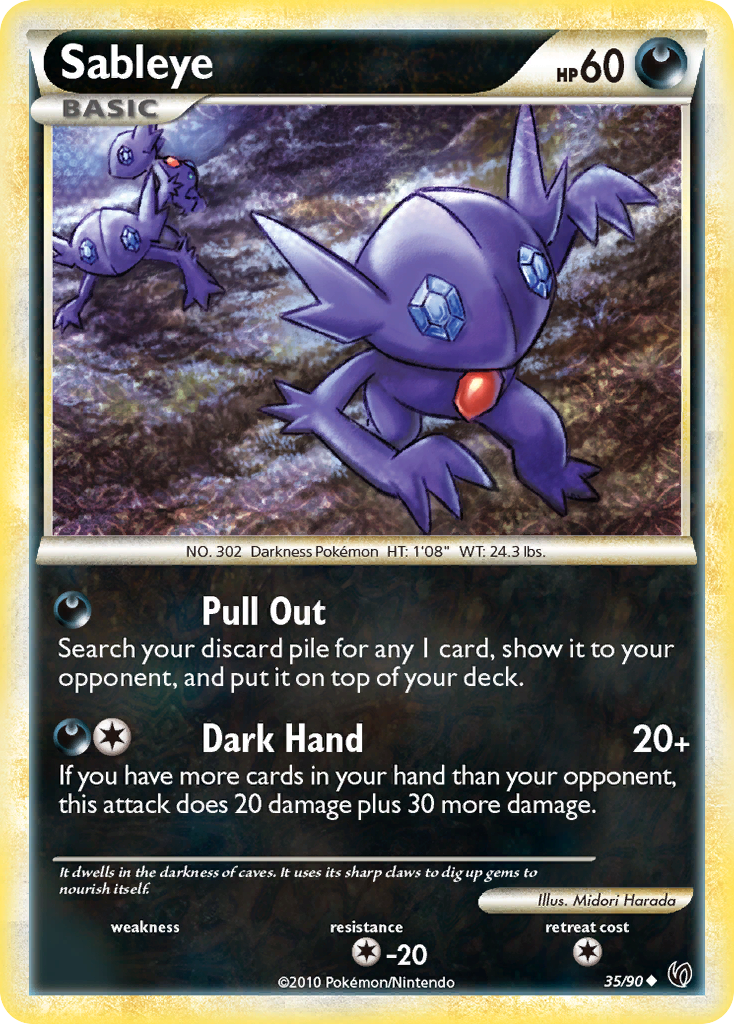 Sableye
HP 60
BASIC
NO. 302 Darkness Pokémon HT: 1'08" WT: 24.3 lbs.
Pull Out
Search your discard pile for any 1 card, show it to your
opponent, and put it on top of your deck.
Dark Hand 20+
If you have more cards in your hand than your opponent,
this attack does 20 damage plus 30 more damage.
It dwells in the darkness of caves. It uses its sharp claws to dig up gems to
nourish itself.
Illus. Midori Harada
weakness resistance retreat cost
-20
©2010 Pokémon/Nintendo 35/90